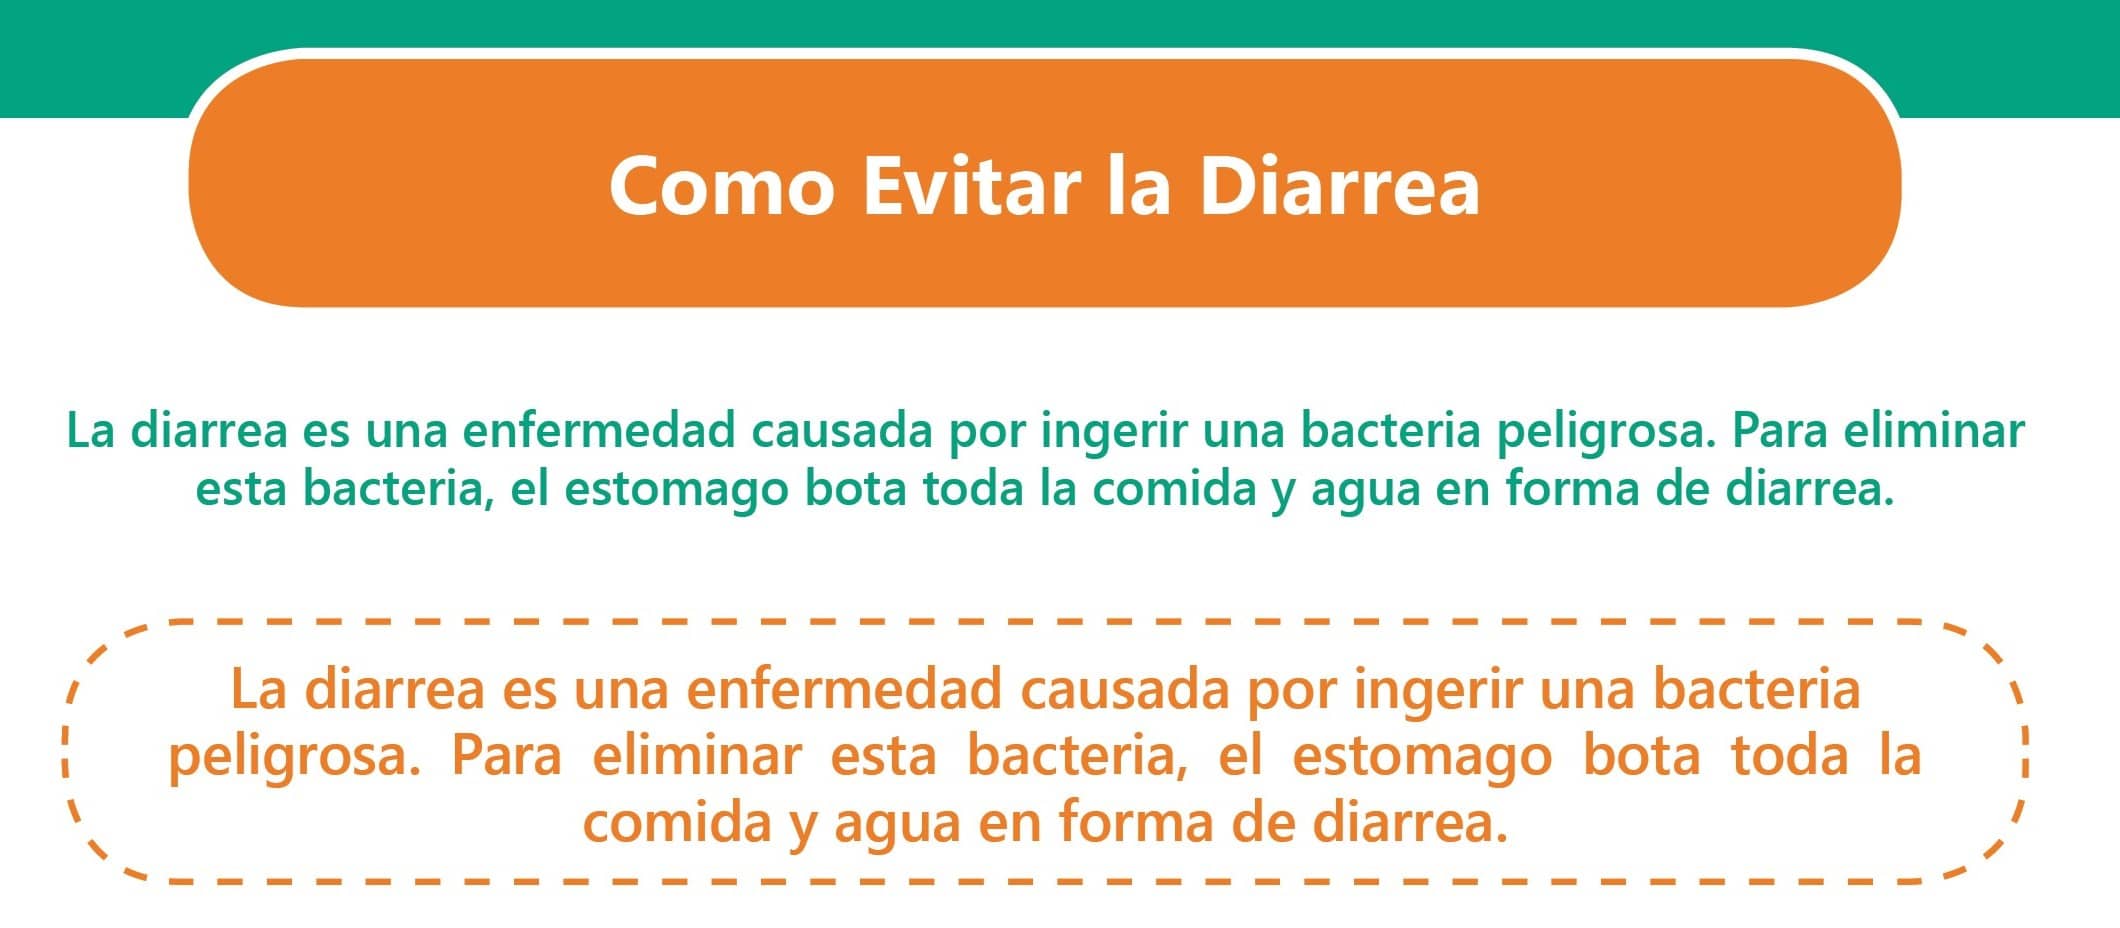 Como Evitar la Diarrea
La diarrea es una enfermedad causada por ingerir una bacteria peligrosa. Para eliminar
esta bacteria, el estomago bota toda la comida y agua en forma de diarrea.
La diarrea es una enfermedad causada por ingerir una bacteria
peligrosa. Para eliminar esta bacteria, el estomago bota toda la
comida y agua en forma de diarrea.